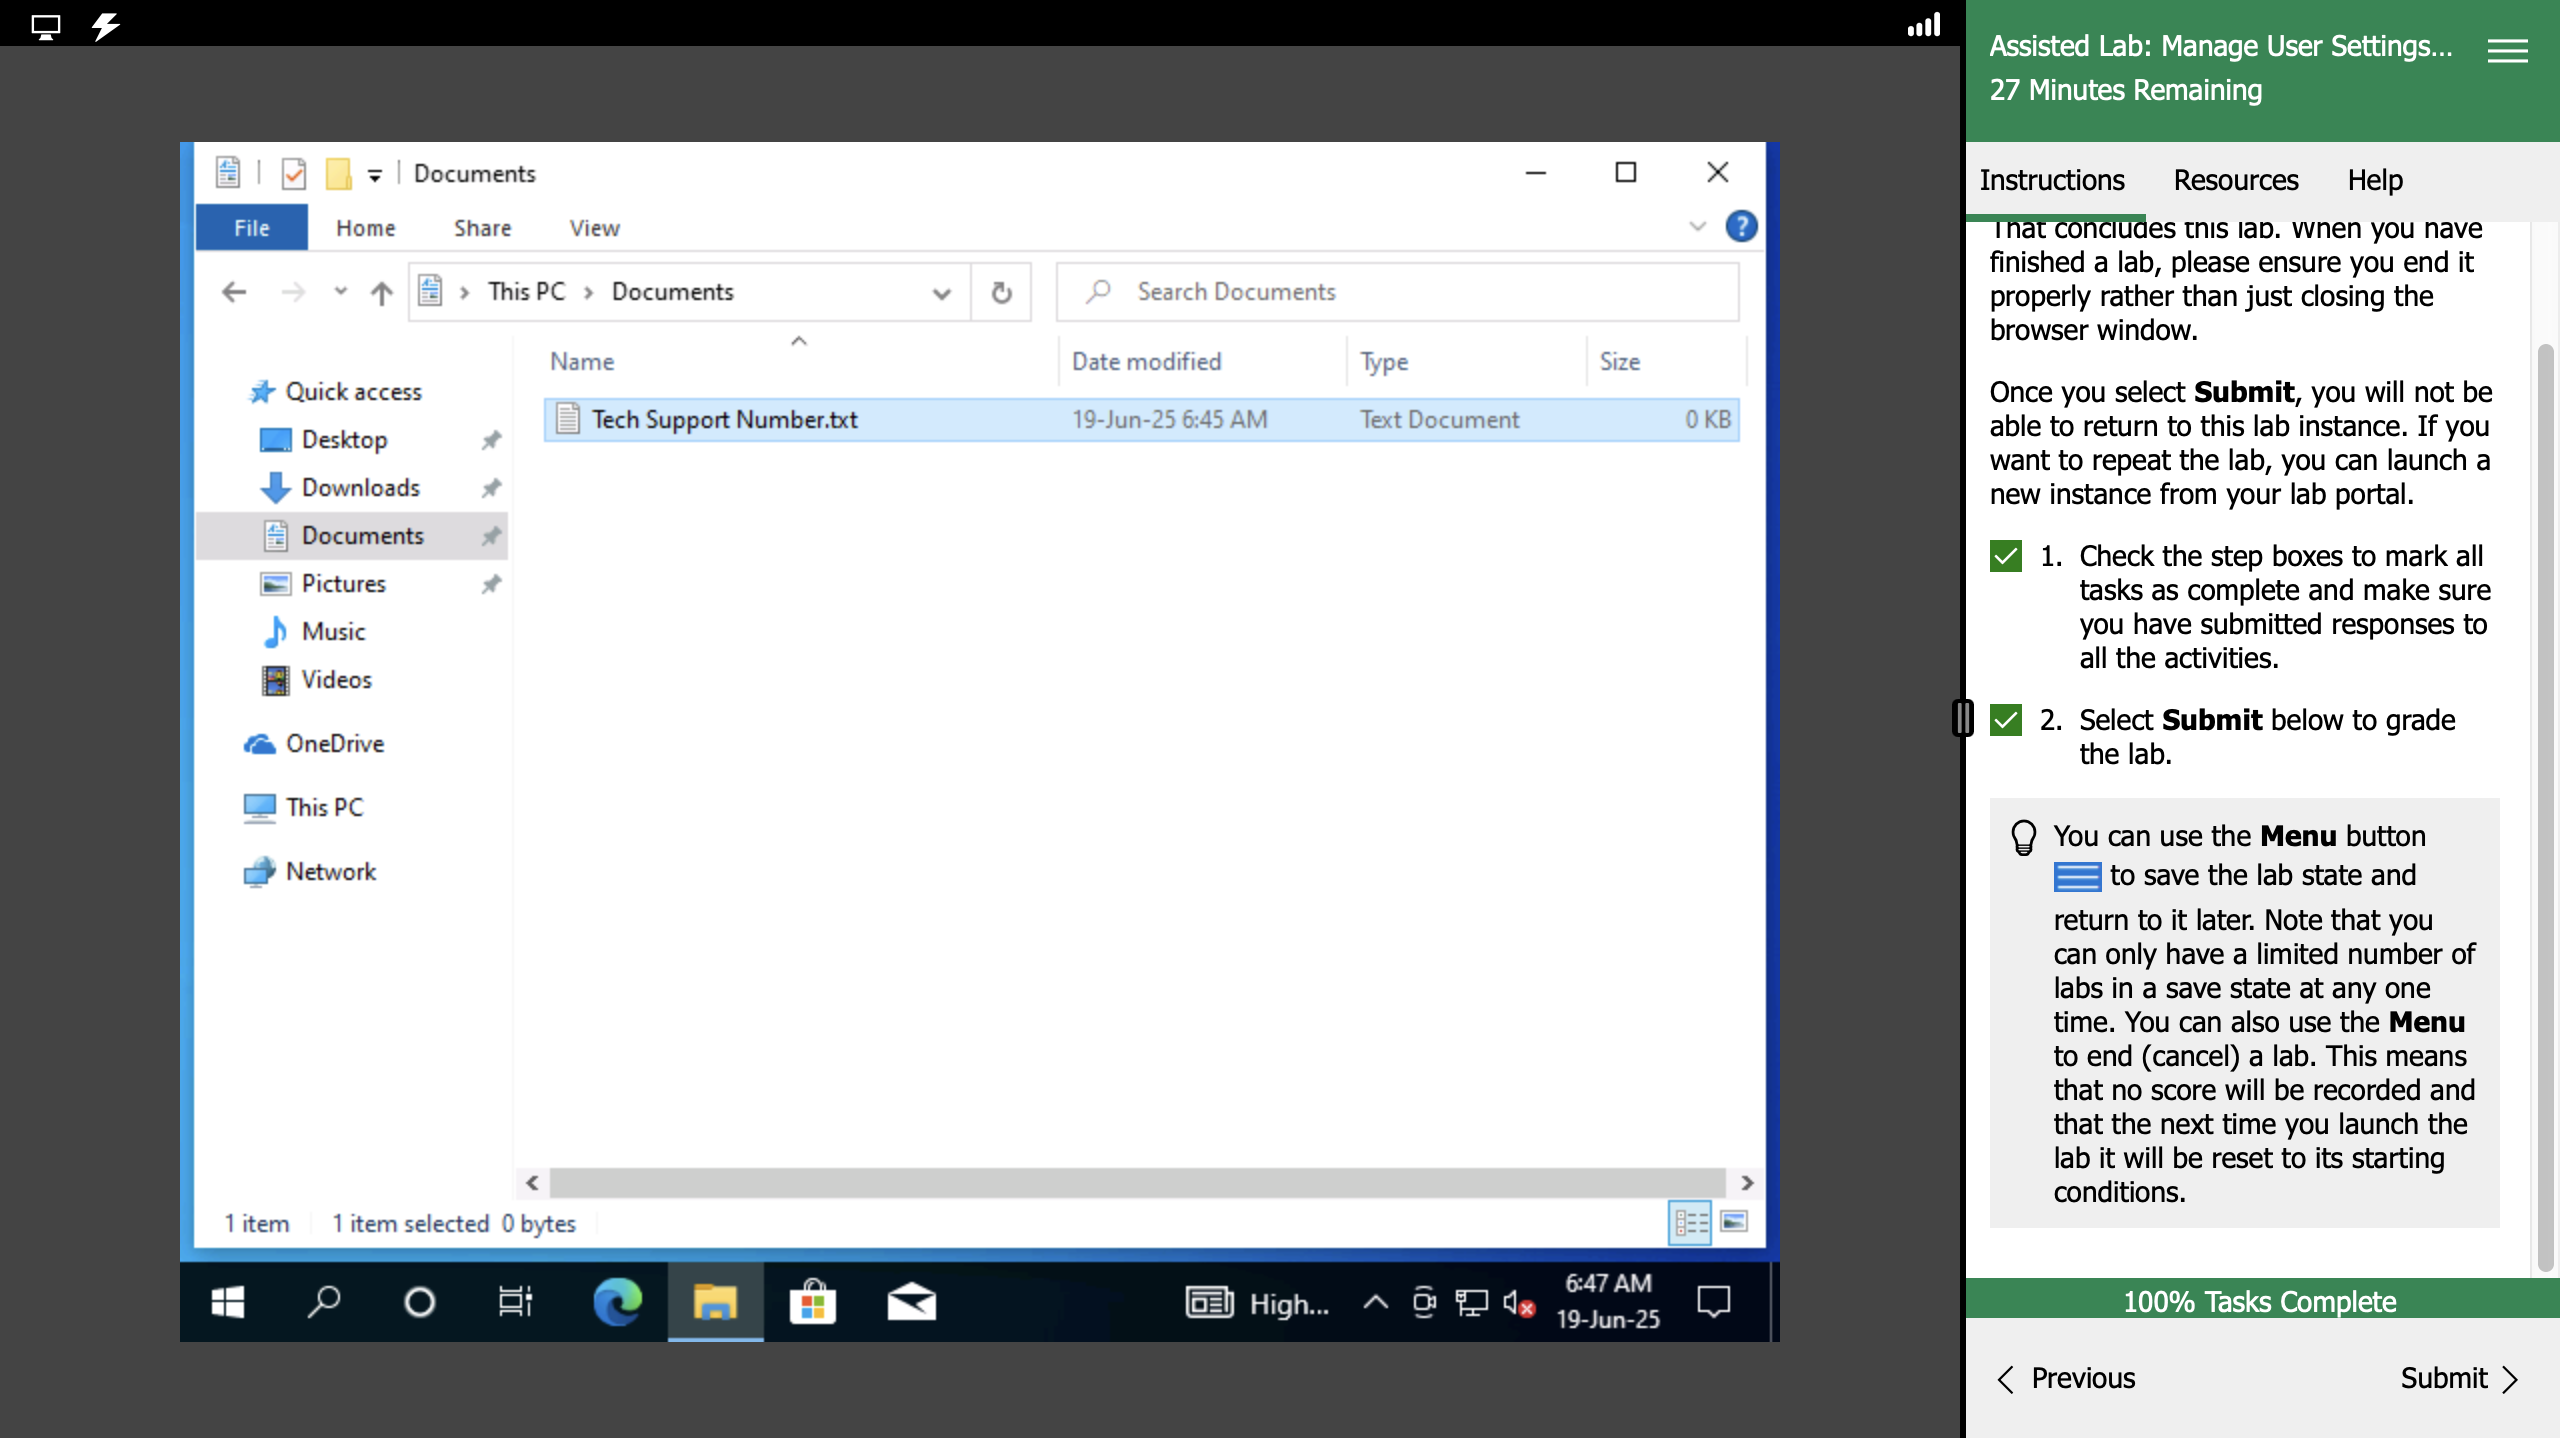 Documents
File
Home
Share
View
?
This PC
Documents
Search Documents
Name
Date modified
Type
Size
Tech Support Number.txt
19-Jun-25 6:45 AM
Text Document
0 KB
Quick access
Desktop
Downloads
Documents
Pictures
Music
Videos
OneDrive
This PC
Network
1 item
1 item selected 0 bytes
High...
6:47 AM
19-Jun-25
Assisted Lab: Manage User Settings...
27 Minutes Remaining
Instructions
Resources
Help
That concludes this lab. When you have
finished a lab, please ensure you end it
properly rather than just closing the
browser window.
Once you select Submit, you will not be
able to return to this lab instance. If you
want to repeat the lab, you can launch a
new instance from your lab portal.
1. Check the step boxes to mark all
tasks as complete and make sure
you have submitted responses to
all the activities.
2. Select Submit below to grade
the lab.
You can use the Menu button
to save the lab state and
return to it later. Note that you
can only have a limited number of
labs in a save state at any one
time. You can also use the Menu
to end (cancel) a lab. This means
that no score will be recorded and
that the next time you launch the
lab it will be reset to its starting
conditions.
100% Tasks Complete
Previous
Submit